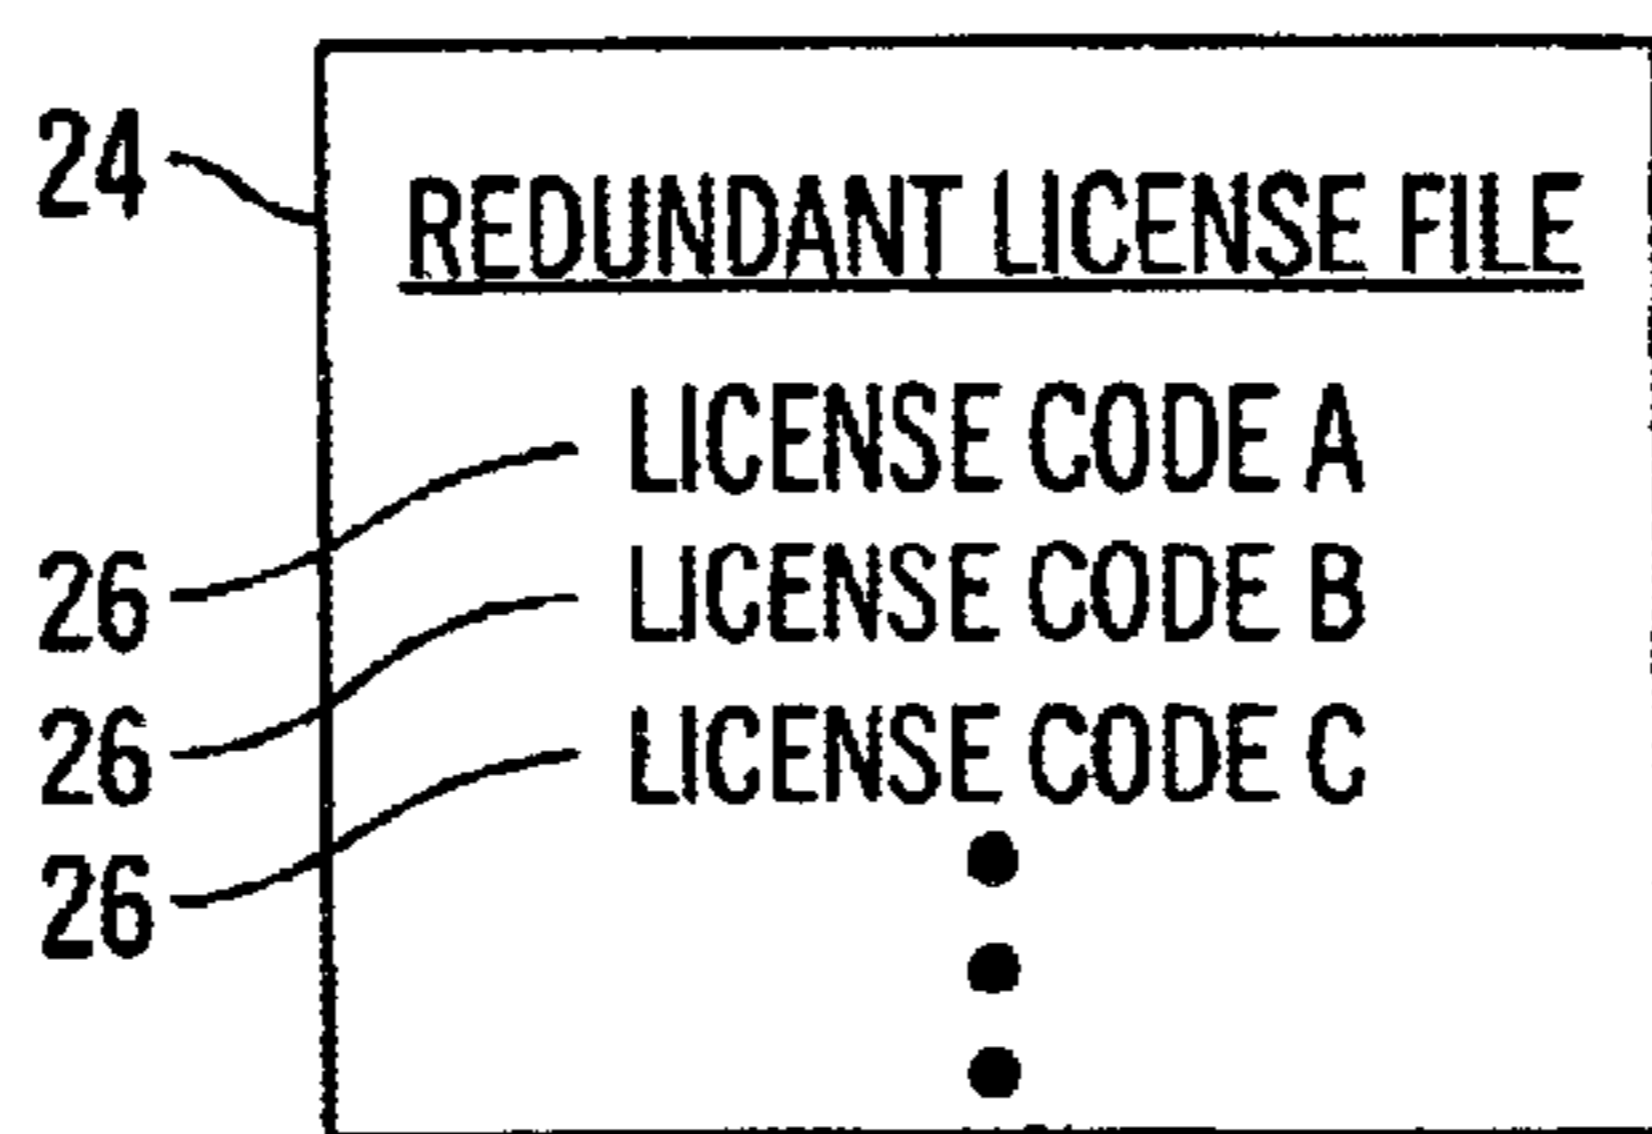 24
REDUNDANT LICENSE FILE
LICENSE CODE A
26
LICENSE CODE B
26
LICENSE CODE C
26